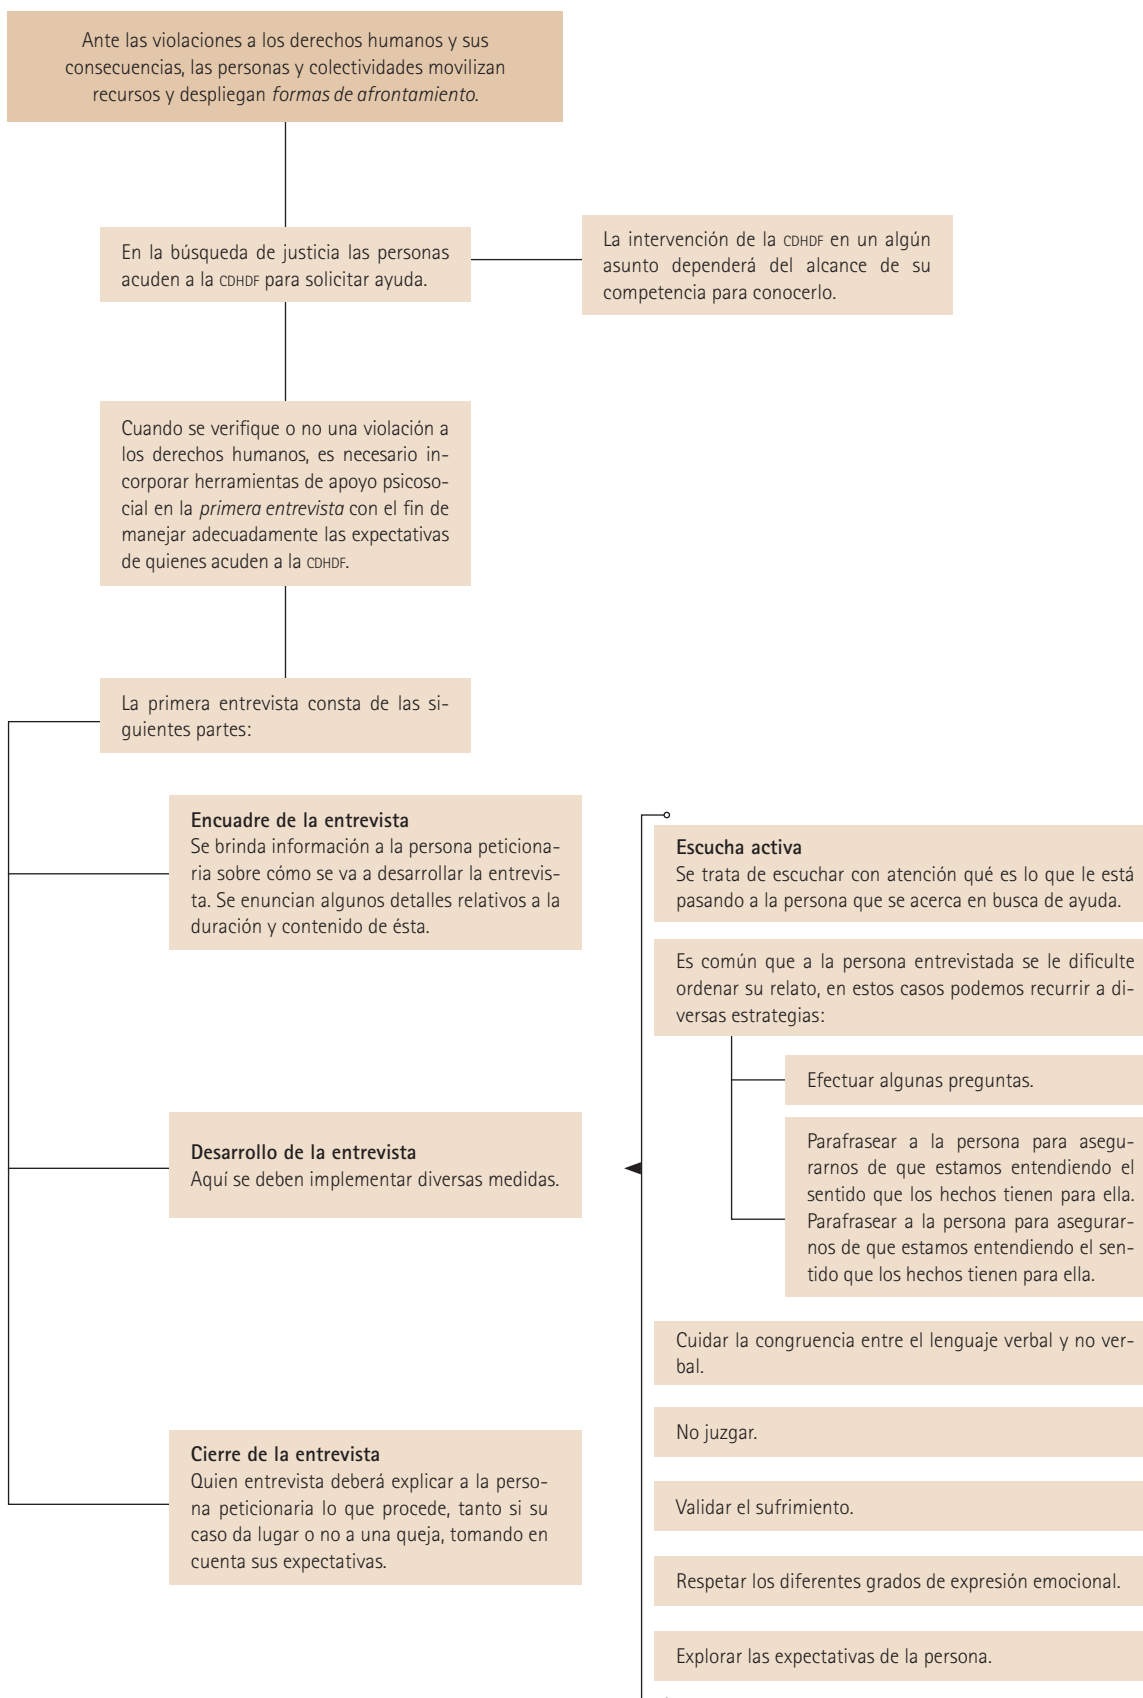 Ante las violaciones a los derechos humanos y sus
consecuencias, las personas y colectividades movilizan
recursos y despliegan formas de afrontamiento.
En la búsqueda de justicia las personas
acuden a la CDHDF para solicitar ayuda.
La intervención de la CDHDF en un algún
asunto dependerá del alcance de su
competencia para conocerlo.
Cuando se verifique o no una violación a
los derechos humanos, es necesario in-
corporar herramientas de apoyo psicoso-
cial en la primera entrevista con el fin de
manejar adecuadamente las expectativas
de quienes acuden a la CDHDF.
La primera entrevista consta de las si-
guientes partes:
Encuadre de la entrevista
Se brinda información a la persona peticiona-
ria sobre cómo se va a desarrollar la entrevis-
ta. Se enuncian algunos detalles relativos a la
duración y contenido de ésta.
Desarrollo de la entrevista
Aquí se deben implementar diversas medidas.
Cierre de la entrevista
Quien entrevista deberá explicar a la perso-
na peticionaria lo que procede, tanto si su
caso da lugar o no a una queja, tomando en
cuenta sus expectativas.
Escucha activa
Se trata de escuchar con atención qué es lo que le está
pasando a la persona que se acerca en busca de ayuda.
Es común que a la persona entrevistada se le dificulte
ordenar su relato, en estos casos podemos recurrir a di-
versas estrategias:
Efectuar algunas preguntas.
Parafrasear a la persona para asegu-
rarnos de que estamos entendiendo el
sentido que los hechos tienen para ella.
Parafrasear a la persona para asegurar-
nos de que estamos entendiendo el sen-
tido que los hechos tienen para ella.
Cuidar la congruencia entre el lenguaje verbal y no ver-
bal.
No juzgar.
Validar el sufrimiento.
Respetar los diferentes grados de expresión emocional.
Explorar las expectativas de la persona.